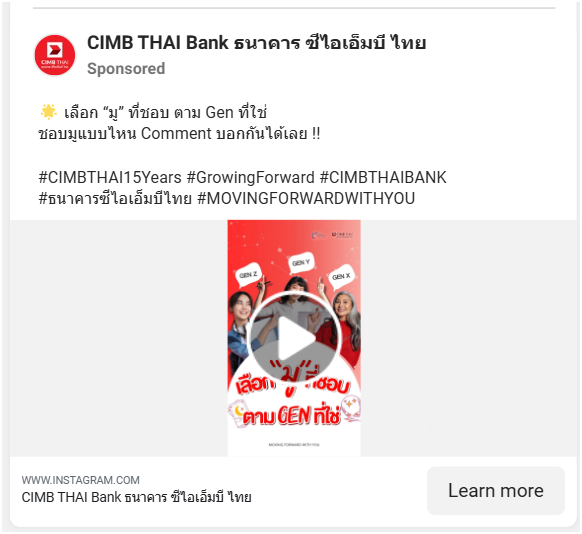 CIMB THAI Bank ธนาคาร ซีไอเอ็มบี ไทย
CIMB THAI
Sponsored
🌟 เลือก “มู” ที่ชอบ ตาม Gen ที่ใช่
ชอบมูแบบไหน Comment บอกกันได้เลย !!
#CIMBTHAI15Years #GrowingForward #CIMBTHAIBANK
#ธนาคารซีไอเอ็มบีไทย #MOVINGFORWARDWITHYOU
GEN Z
GEN Y
GEN X
เลือก “มู” ที่ชอบ
ตาม GEN ที่ใช่
MOVING FORWARD WITH YOU
WWW.INSTAGRAM.COM
CIMB THAI Bank ธนาคาร ซีไอเอ็มบี ไทย
Learn more